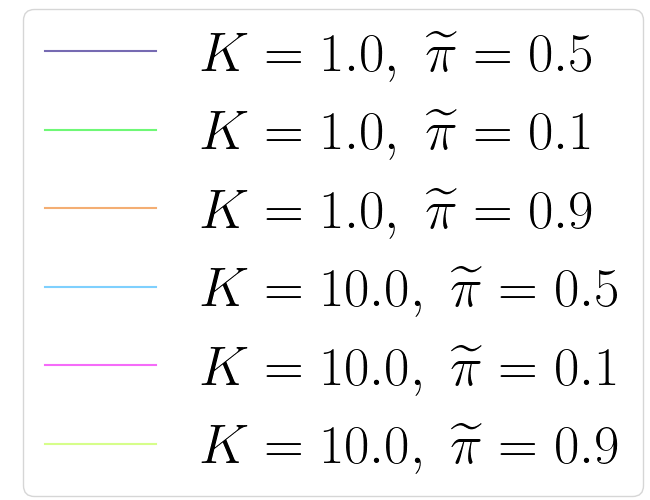 K = 1.0, π̃ = 0.5
K = 1.0, π̃ = 0.1
K = 1.0, π̃ = 0.9
K = 10.0, π̃ = 0.5
K = 10.0, π̃ = 0.1
K = 10.0, π̃ = 0.9